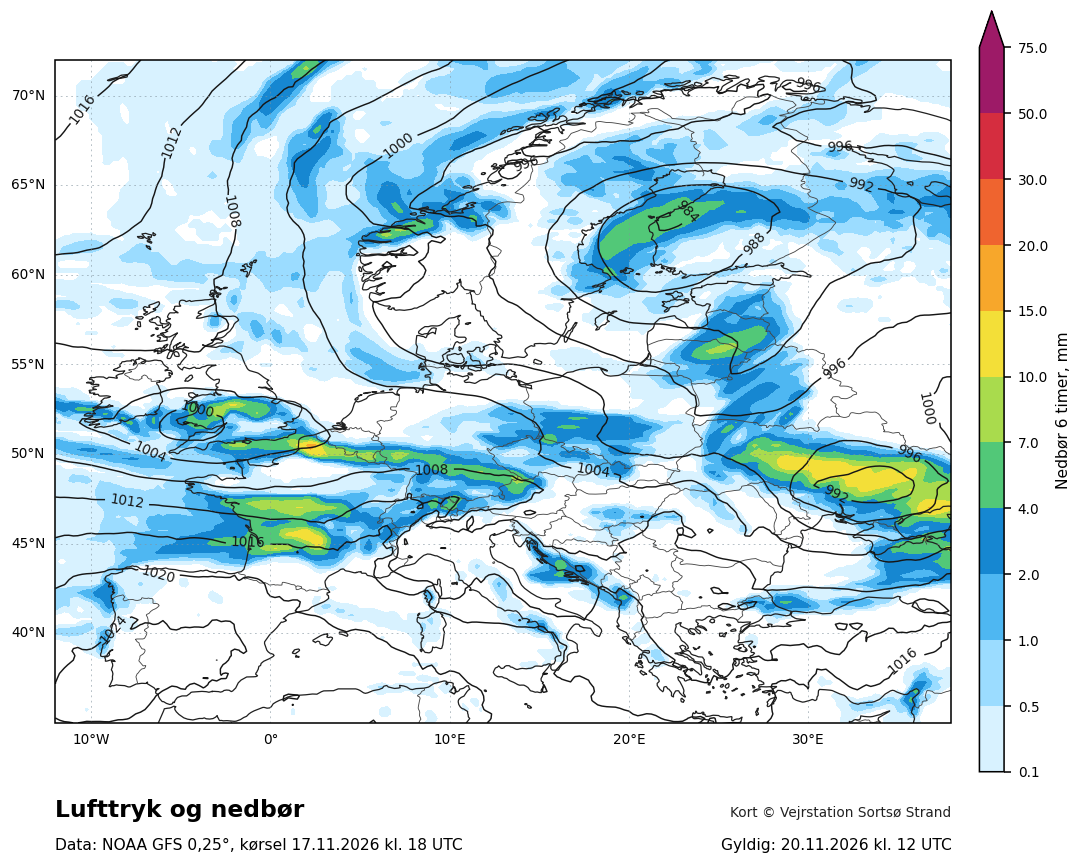 75.0
50.0
30.0
20.0
15.0
10.0
7.0
4.0
2.0
1.0
0.5
0.1
Nedbør 6 timer, mm
70°N
65°N
60°N
55°N
50°N
45°N
40°N
10°W
0°
10°E
20°E
30°E
1016
1012
1008
1000
996
996
996
992
984
988
996
1000
1000
1004
1008
1004
996
992
1012
1016
1020
1024
1016
Lufttryk og nedbør
Kort © Vejrstation Sortsø Strand
Data: NOAA GFS 0,25°, kørsel 17.11.2026 kl. 18 UTC
Gyldig: 20.11.2026 kl. 12 UTC